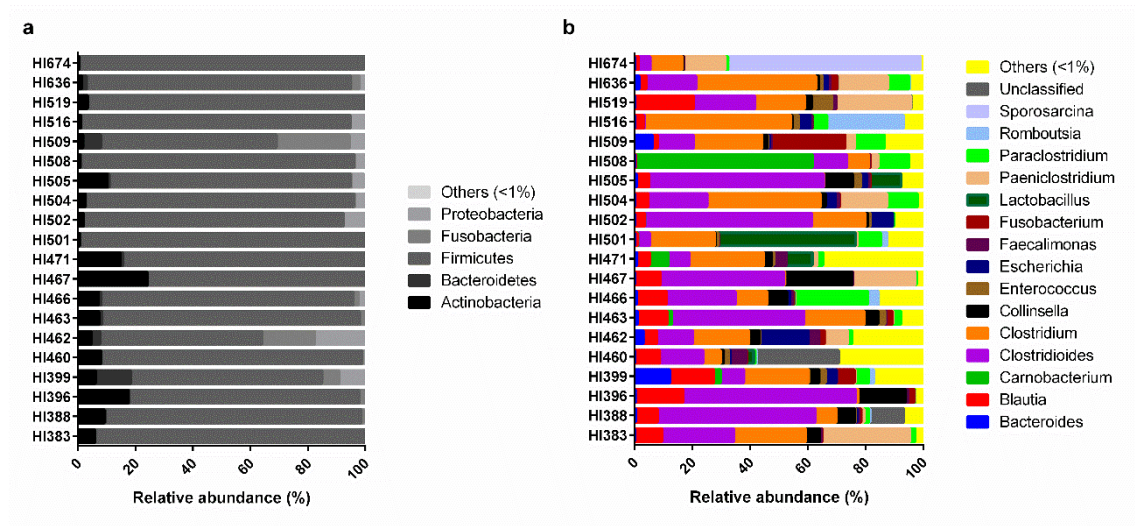 a
HI674
HI636
HI519
HI516
HI509
HI508
HI505
HI504
HI502
HI501
HI471
HI467
HI466
HI463
HI462
HI460
HI399
HI396
HI388
HI383
0
20
40
60
80
100
Relative abundance (%)
Others (<1%)
Proteobacteria
Fusobacteria
Firmicutes
Bacteroidetes
Actinobacteria
b
HI674
HI636
HI519
HI516
HI509
HI508
HI505
HI504
HI502
HI501
HI471
HI467
HI466
HI463
HI462
HI460
HI399
HI396
HI388
HI383
0
20
40
60
80
100
Relative abundance (%)
Others (<1%)
Unclassified
Sporosarcina
Romboutsia
Paraclostridium
Paeniclostridium
Lactobacillus
Fusobacterium
Faecalimonas
Escherichia
Enterococcus
Collinsella
Clostridium
Clostridioides
Carnobacterium
Blautia
Bacteroides